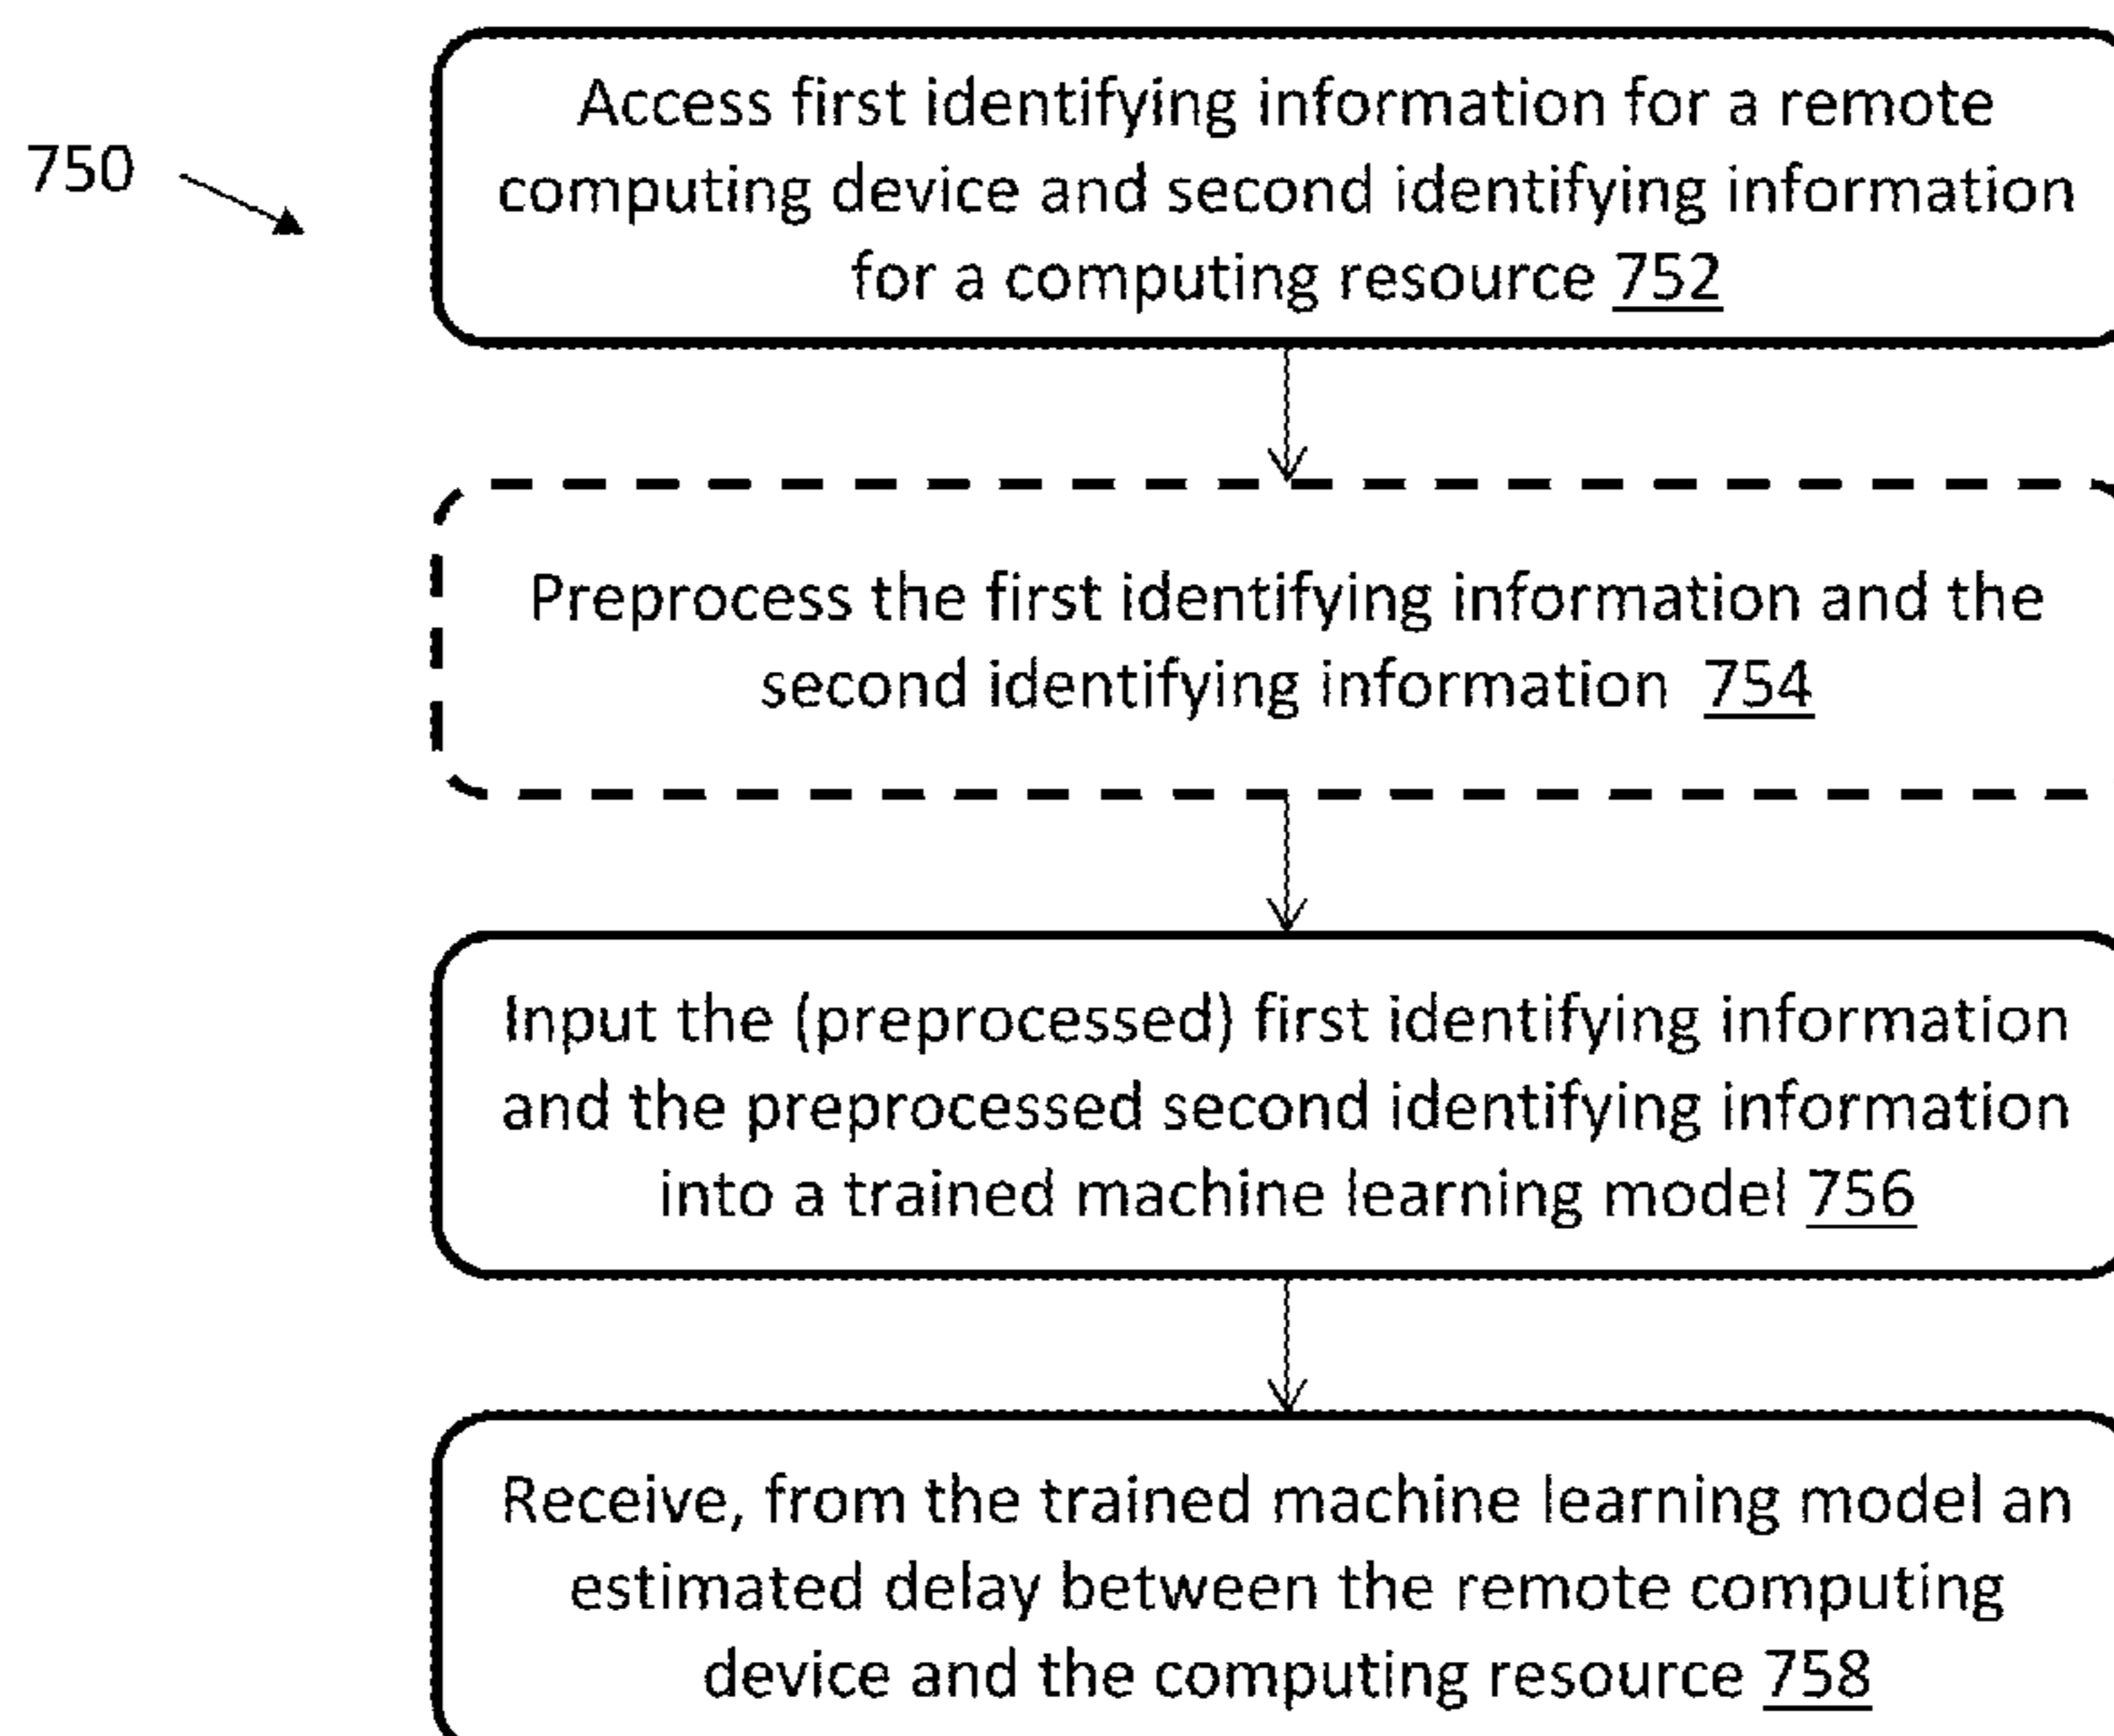 750
Access first identifying information for a remote
computing device and second identifying information
for a computing resource 752
Preprocess the first identifying information and the
second identifying information 754
Input the (preprocessed) first identifying information
and the preprocessed second identifying information
into a trained machine learning model 756
Receive, from the trained machine learning model an
estimated delay between the remote computing
device and the computing resource 758